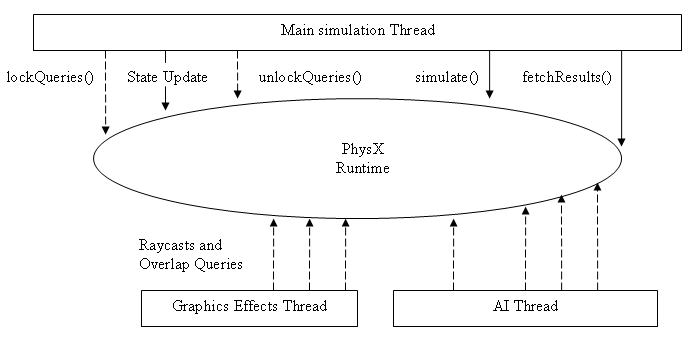 Main simulation Thread
lockQueries()
State Update
unlockQueries()
simulate()
fetchResults()
PhysX
Runtime
Raycasts and
Overlap Queries
Graphics Effects Thread
AI Thread